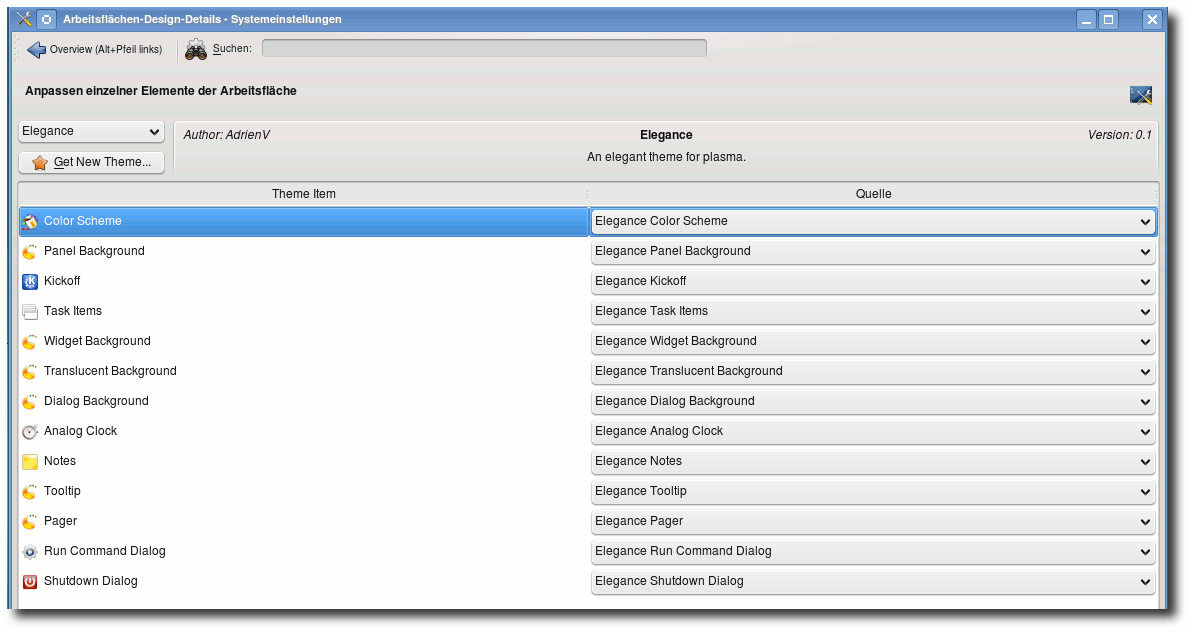 Arbeitsflächen-Design-Details - Systemeinstellungen
Overview (Alt+Pfeil links) Suchen:
Anpassen einzelner Elemente der Arbeitsfläche
Elegance
Author: AdrienV Elegance Version: 0.1
Get New Theme...
An elegant theme for plasma.
Theme Item Quelle
Color Scheme Elegance Color Scheme
Panel Background Elegance Panel Background
Kickoff Elegance Kickoff
Task Items Elegance Task Items
Widget Background Elegance Widget Background
Translucent Background Elegance Translucent Background
Dialog Background Elegance Dialog Background
Analog Clock Elegance Analog Clock
Notes Elegance Notes
Tooltip Elegance Tooltip
Pager Elegance Pager
Run Command Dialog Elegance Run Command Dialog
Shutdown Dialog Elegance Shutdown Dialog